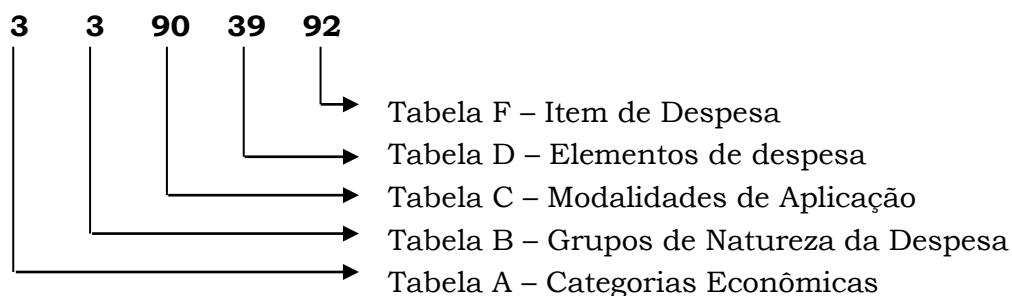 3 3 90 39 92
Tabela F – Item de Despesa
Tabela D – Elementos de despesa
Tabela C – Modalidades de Aplicação
Tabela B – Grupos de Natureza da Despesa
Tabela A – Categorias Econômicas